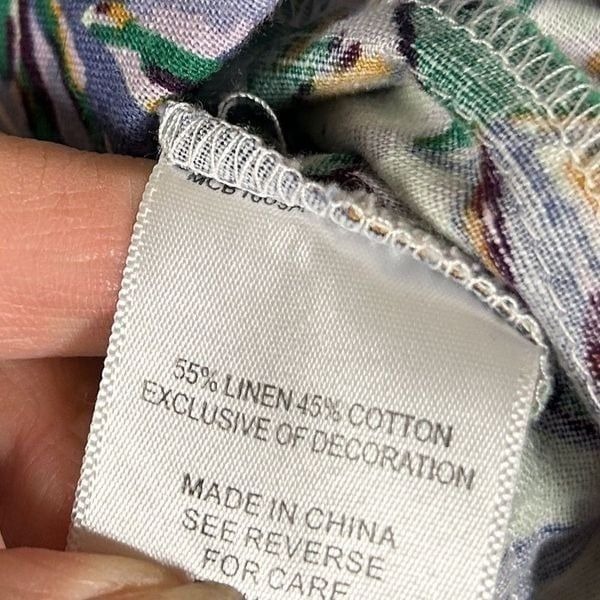 55% LINEN 45% COTTON
EXCLUSIVE OF DECORATION
MADE IN CHINA
SEE REVERSE
FOR CARE